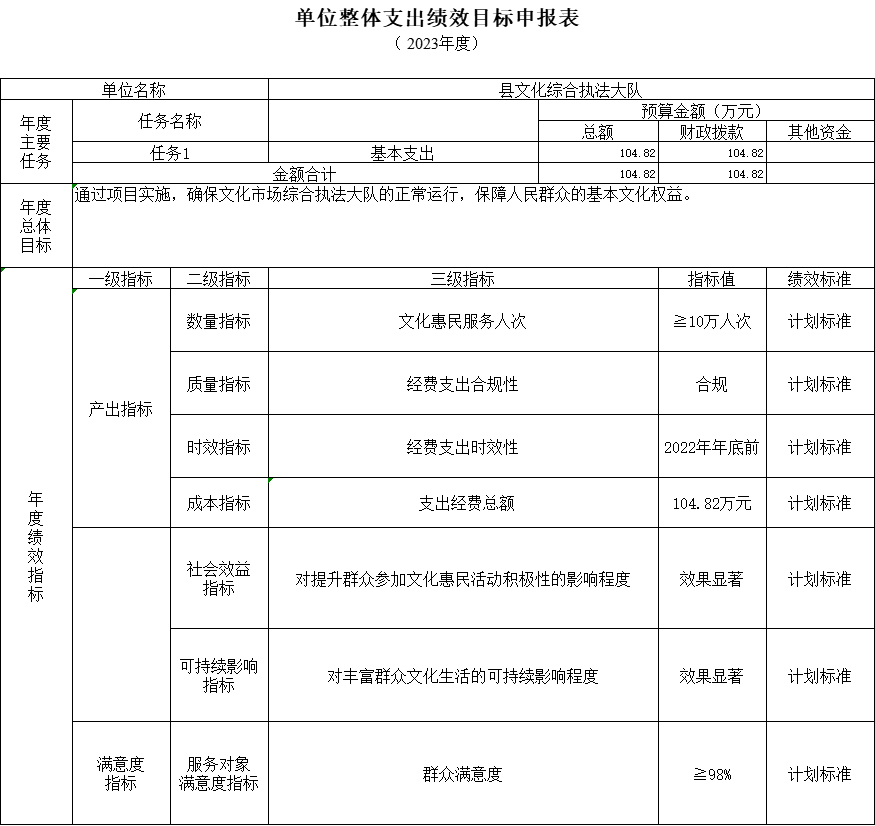 单位整体支出绩效目标申报表
（ 2023年度）
单位名称 县文化综合执法大队
年度
主要
任务
任务名称 预算金额（万元）
总额 财政拨款 其他资金
任务1 基本支出 104.82 104.82
金额合计 104.82 104.82
年度
总体
目标
通过项目实施，确保文化市场综合执法大队的正常运行，保障人民群众的基本文化权益。
年度绩效指标
一级指标 二级指标 三级指标 指标值 绩效标准
产出指标
数量指标 文化惠民服务人次 ≧10万人次 计划标准
质量指标 经费支出合规性 合规 计划标准
时效指标 经费支出时效性 2022年年底前 计划标准
成本指标 支出经费总额 104.82万元 计划标准
社会效益
指标
对提升群众参加文化惠民活动积极性的影响程度 效果显著 计划标准
可持续影响
指标
对丰富群众文化生活的可持续影响程度 效果显著 计划标准
满意度
指标
服务对象
满意度指标
群众满意度 ≧98% 计划标准